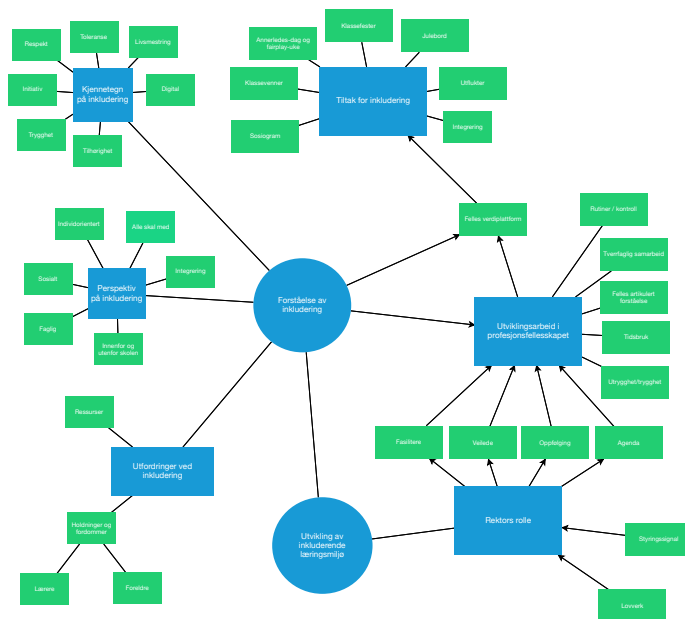 Respekt
Toleranse
Livsmestring
Initiativ
Kjennetegn
på inkludering
Digital
Trygghet
Tilhørighet
Annerledes-dag og
fairplay-uke
Klassefester
Julebord
Klassevenner
Tiltak for inkludering
Utflukter
Sosiogram
Integrering
Individorientert
Alle skal med
Sosialt
Perspektiv
på inkludering
Integrering
Faglig
Innenfor og
utenfor skolen
Forståelse av
inkludering
Felles verdiplattform
Rutiner / kontroll
Tverrfaglig samarbeid
Felles artikulert
forståelse
Utviklingsarbeid i
profesjonsfellesskapet
Tidsbruk
Utrygghet/trygghet
Ressurser
Utfordringer ved
inkludering
Holdninger og
fordommer
Lærere
Foreldre
Fasilitere
Veilede
Oppfølging
Agenda
Utvikling av
inkluderende
læringsmiljø
Rektors rolle
Styringssignal
Lovverk